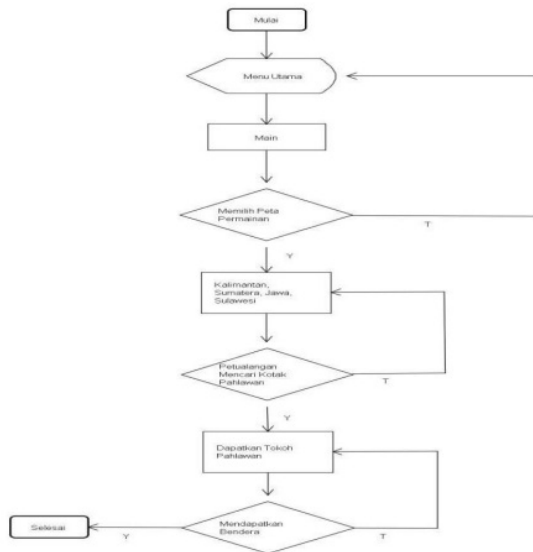 Mulai
Menu Utama
Main
Memilih Peta
Permainan
T
Y
Kalimantan,
Sumatera, Jawa,
Sulawesi
Petualangan
Mencari Kotak
Pahlawan
T
Y
Dapatkan Tokoh
Pahlawan
Selesai
Y
Mendapatkan
Bendera
T